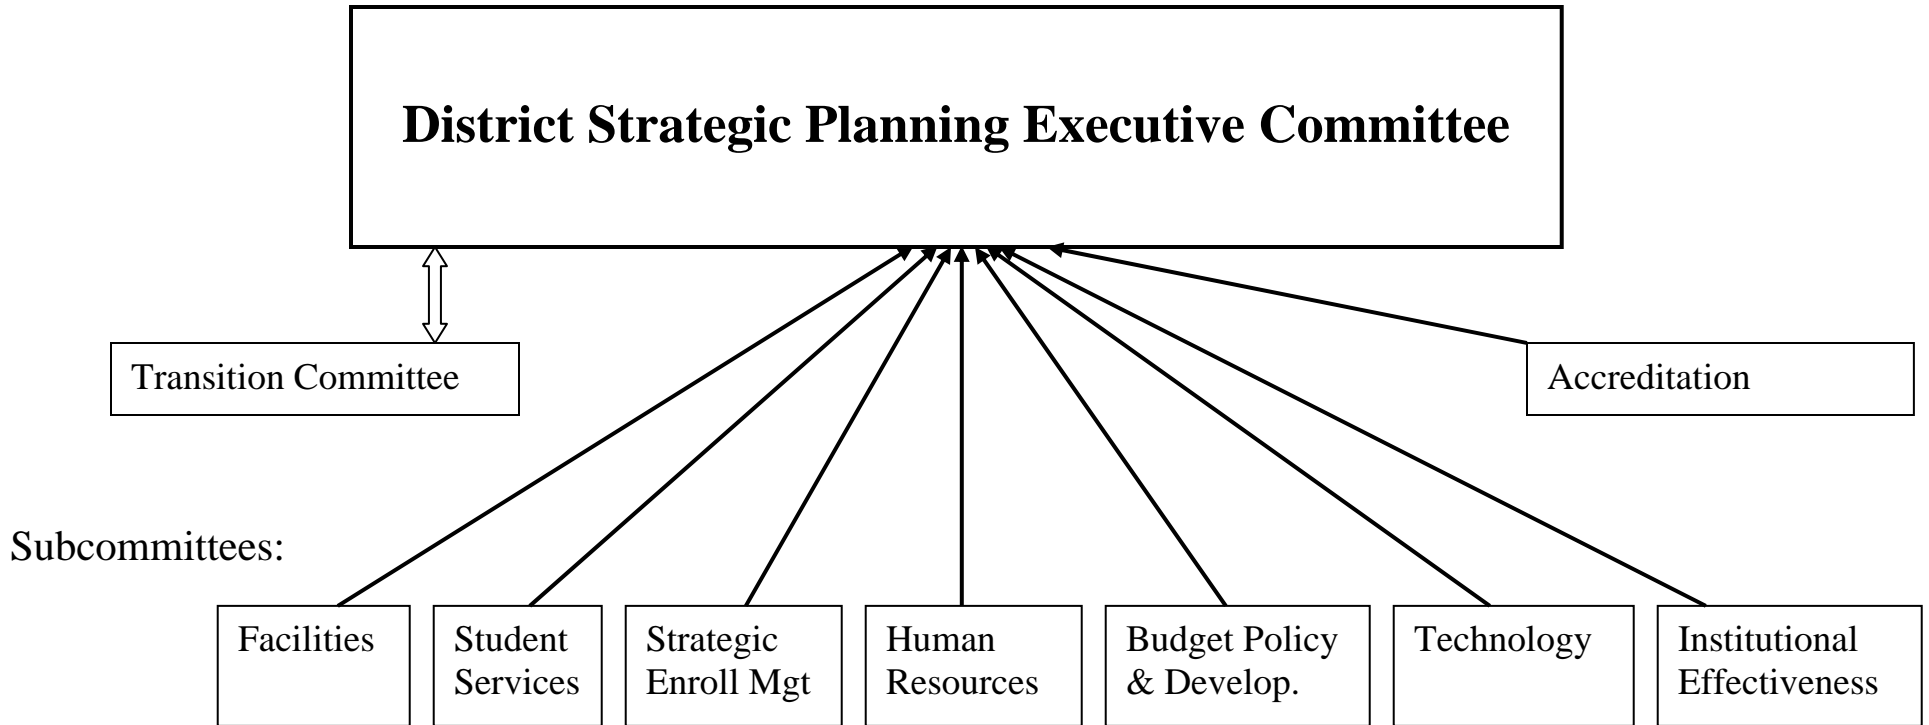 District Strategic Planning Executive Committee
Transition Committee
Accreditation
Subcommittees:
Facilities
Student
Services
Strategic
Enroll Mgt
Human
Resources
Budget Policy
& Develop.
Technology
Institutional
Effectiveness